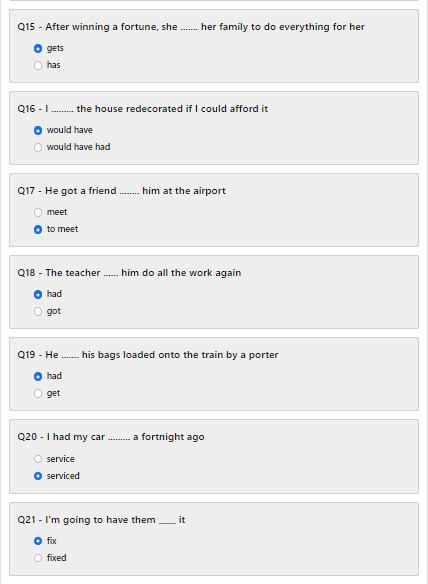 Q15 - After winning a fortune, she ....... her family to do everything for her
gets
has
Q16 - I ......... the house redecorated if I could afford it
would have
would have had
Q17 - He got a friend ........ him at the airport
meet
to meet
Q18 - The teacher ...... him do all the work again
had
got
Q19 - He ....... his bags loaded onto the train by a porter
had
get
Q20 - I had my car ......... a fortnight ago
service
serviced
Q21 - I'm going to have them ____ it
fix
fixed